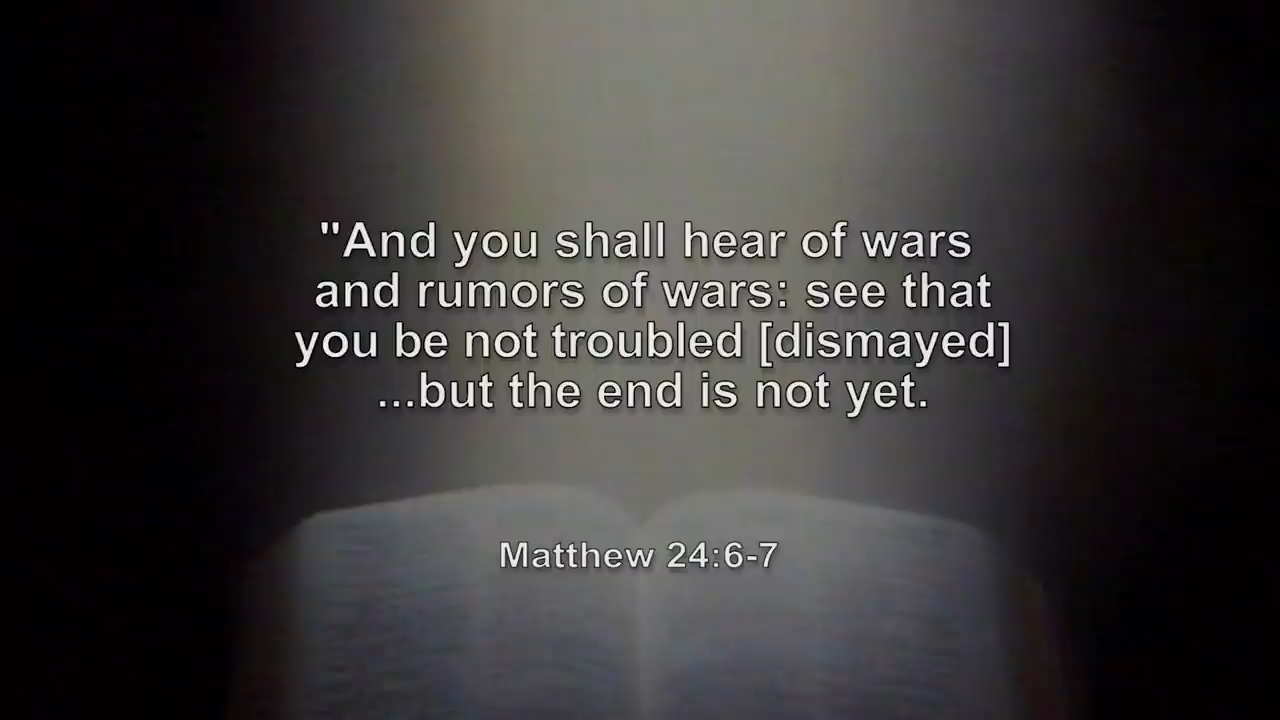 "And you shall hear of wars
and rumors of wars: see that
you be not troubled [dismayed]
...but the end is not yet.
Matthew 24:6-7